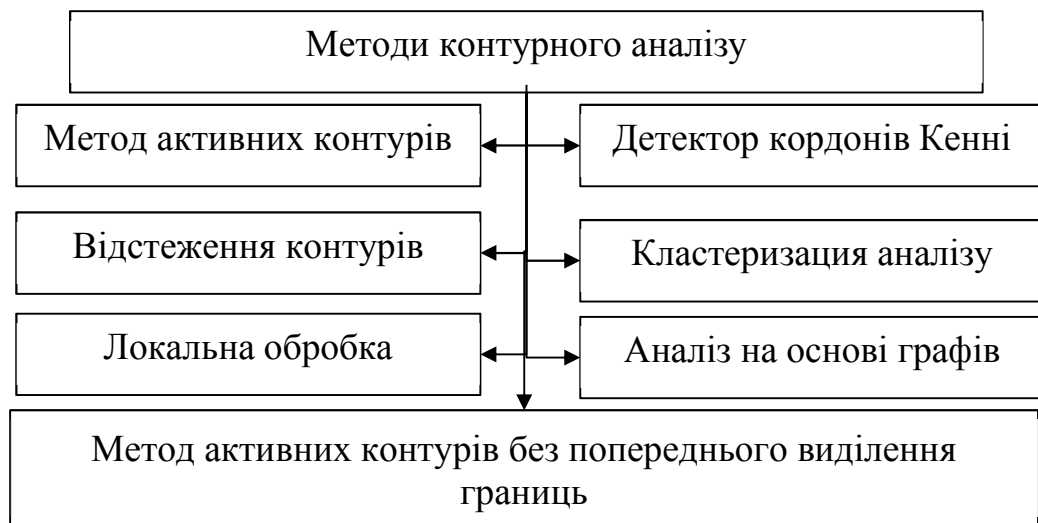 Методи контурного аналізу
Метод активних контурів
Детектор кордонів Кенні
Відстеження контурів
Кластеризация аналізу
Локальна обробка
Аналіз на основі графів
Метод активних контурів без попереднього виділення
границь